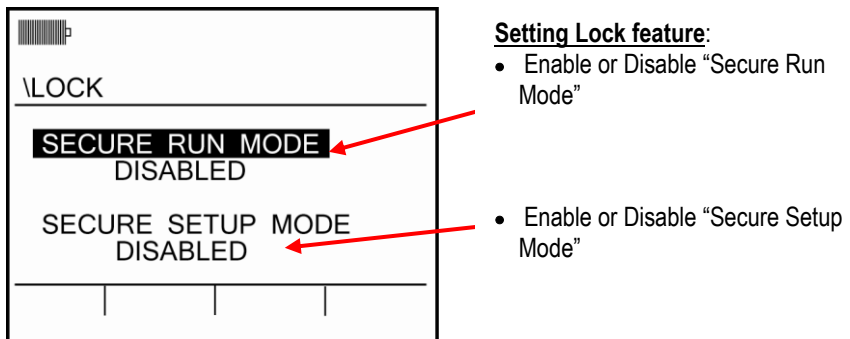 \LOCK
SECURE RUN MODE
DISABLED
SECURE SETUP MODE
DISABLED
Setting Lock feature:
• Enable or Disable “Secure Run
Mode”
• Enable or Disable “Secure Setup
Mode”